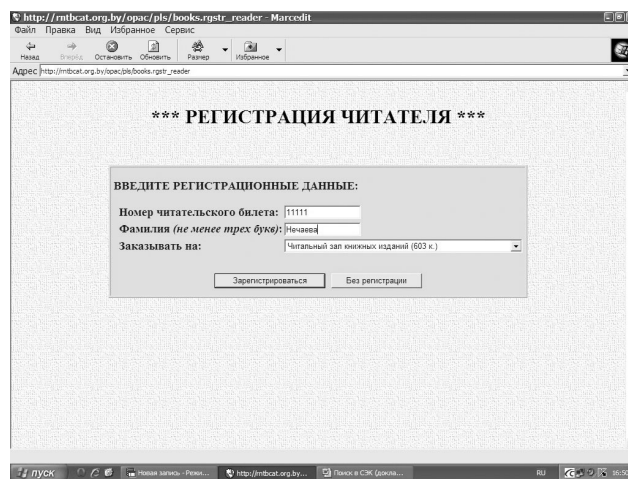 http://rntbcat.org.by/opac/pls/books.rgstr_reader - Marcedit
Файл Правка Вид Избранное Сервис
Назад Вперёд Остановить Обновить Размер Избранное
Адрес http://rntbcat.org.by/opac/pls/books.rgstr_reader
*** РЕГИСТРАЦИЯ ЧИТАТЕЛЯ ***
ВВЕДИТЕ РЕГИСТРАЦИОННЫЕ ДАННЫЕ:
Номер читательского билета: 11111
Фамилия (не менее трех букв): Нечаева
Заказывать на: Читальный зал книжных изданий (603 к.)
Зарегистрироваться Без регистрации
пуск Новая запись - Режи... http://rntbcat.org.by... Поиск в СЭК (докла... RU 16:50